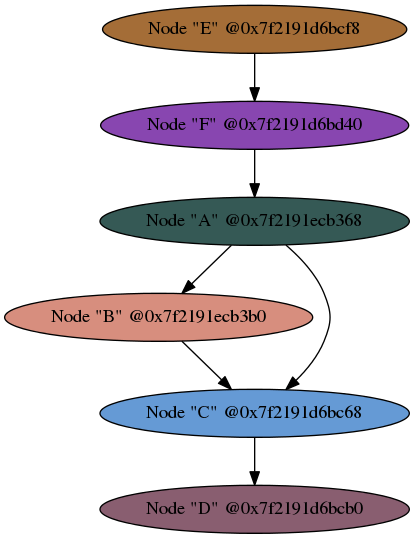 Node "E" @0x7f2191d6bcf8
Node "F" @0x7f2191d6bd40
Node "A" @0x7f2191ecb368
Node "B" @0x7f2191ecb3b0
Node "C" @0x7f2191d6bc68
Node "D" @0x7f2191d6bcb0